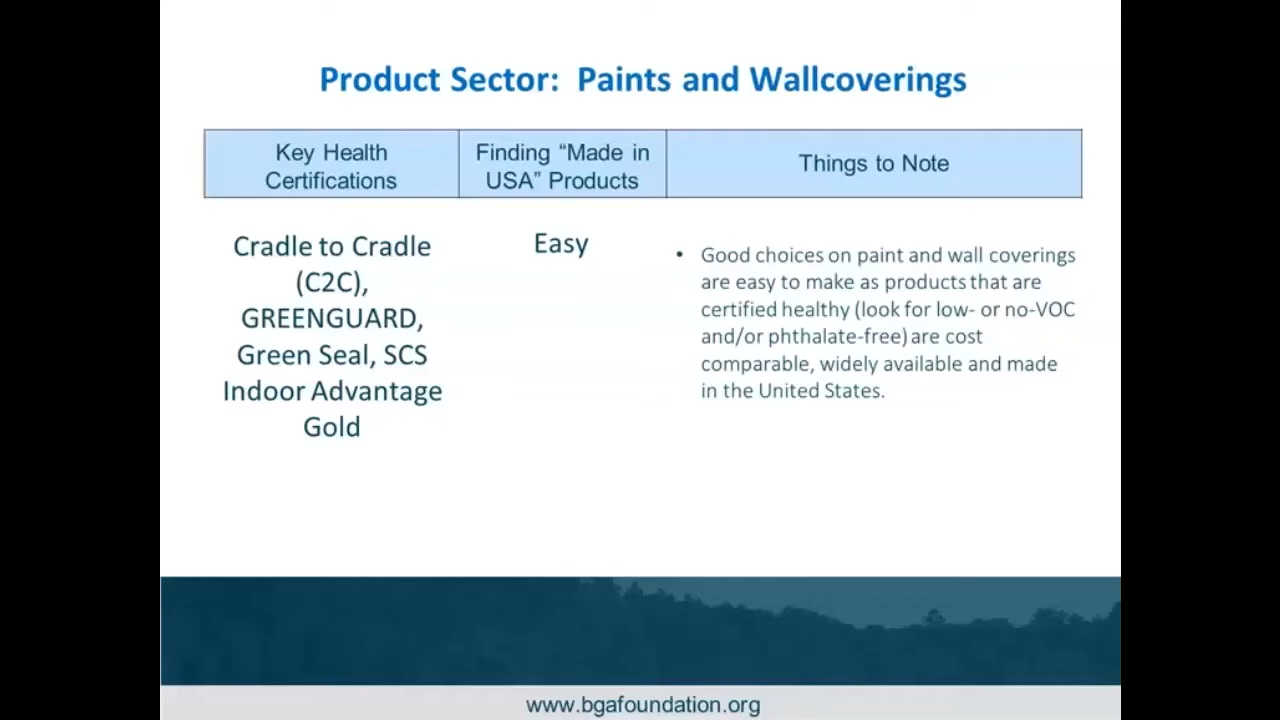 Product Sector:  Paints and Wallcoverings
Key Health
Certifications
Finding “Made in
USA” Products
Things to Note
Cradle to Cradle
(C2C),
GREENGUARD,
Green Seal, SCS
Indoor Advantage
Gold
Easy
• Good choices on paint and wall coverings
are easy to make as products that are
certified healthy (look for low- or no-VOC
and/or phthalate-free) are cost
comparable, widely available and made
in the United States.
www.bgafoundation.org